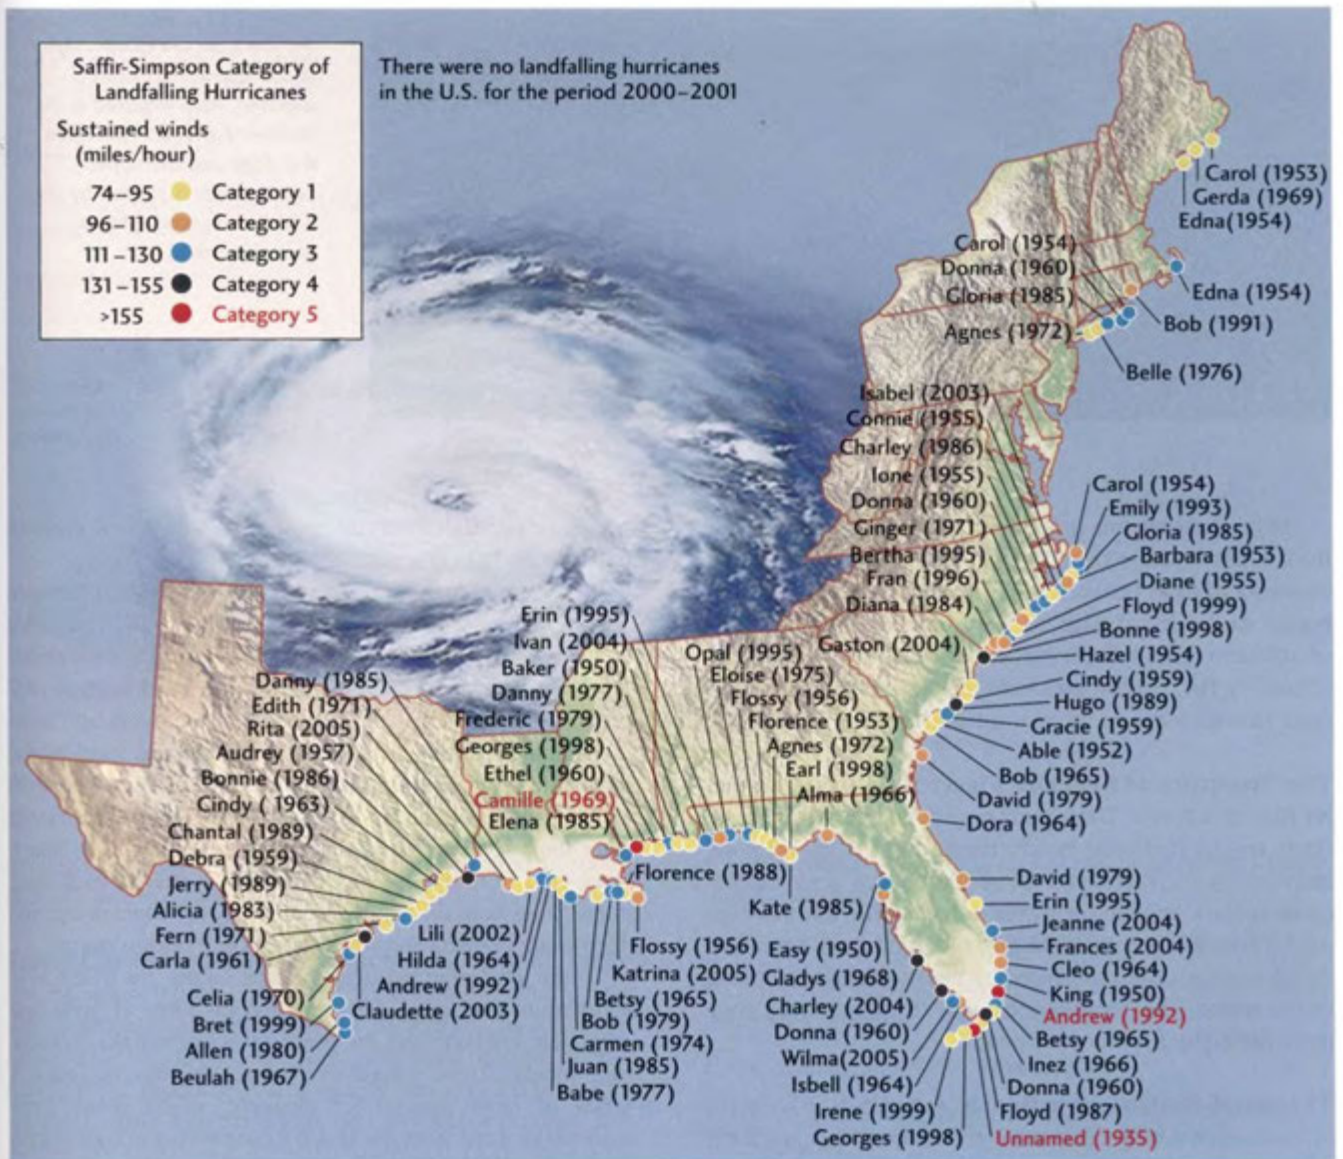 Saffir-Simpson Category of
Landfalling Hurricanes
Sustained winds
(miles/hour)
74–95 Category 1
96–110 Category 2
111–130 Category 3
131–155 Category 4
>155 Category 5
There were no landfalling hurricanes
in the U.S. for the period 2000–2001
Carol (1953)
Gerda (1969)
Edna(1954)
Carol (1954)
Donna (1960)
Gloria (1985)
Agnes (1972)
Edna (1954)
Bob (1991)
Belle (1976)
Isabel (2003)
Connie (1955)
Charley (1986)
Ione (1955)
Donna (1960)
Ginger (1971)
Bertha (1995)
Fran (1996)
Diana (1984)
Gaston (2004)
Carol (1954)
Emily (1993)
Gloria (1985)
Barbara (1953)
Diane (1955)
Floyd (1999)
Bonne (1998)
Hazel (1954)
Cindy (1959)
Hugo (1989)
Gracie (1959)
Able (1952)
Bob (1965)
David (1979)
Dora (1964)
Erin (1995)
Ivan (2004)
Baker (1950)
Danny (1977)
Frederic (1979)
Georges (1998)
Ethel (1960)
Camille (1969)
Elena (1985)
Opal (1995)
Eloise (1975)
Flossy (1956)
Florence (1953)
Agnes (1972)
Earl (1998)
Alma (1966)
Danny (1985)
Edith (1971)
Rita (2005)
Audrey (1957)
Bonnie (1986)
Cindy ( 1963)
Chantal (1989)
Debra (1959)
Jerry (1989)
Alicia (1983)
Fern (1971)
Carla (1961)
Celia (1970)
Bret (1999)
Allen (1980)
Beulah (1967)
Claudette (2003)
Lili (2002)
Hilda (1964)
Andrew (1992)
Florence (1988)
Flossy (1956)
Katrina (2005)
Betsy (1965)
Bob (1979)
Carmen (1974)
Juan (1985)
Babe (1977)
Kate (1985)
Easy (1950)
Gladys (1968)
Charley (2004)
Donna (1960)
Wilma(2005)
Isbell (1964)
Irene (1999)
Georges (1998)
David (1979)
Erin (1995)
Jeanne (2004)
Frances (2004)
Cleo (1964)
King (1950)
Andrew (1992)
Betsy (1965)
Inez (1966)
Donna (1960)
Floyd (1987)
Unnamed (1935)